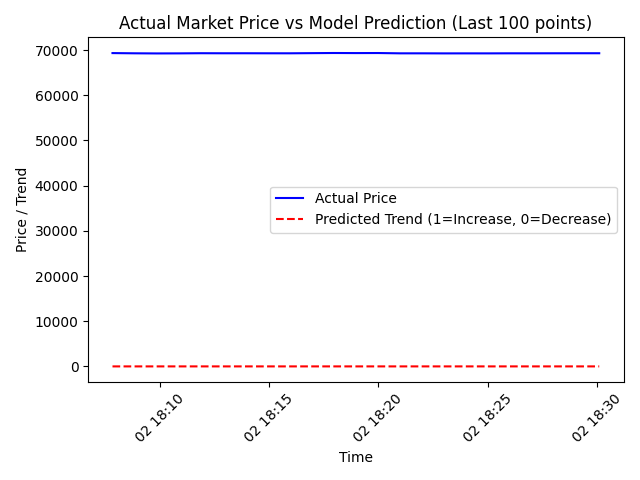 Actual Market Price vs Model Prediction (Last 100 points)
70000
60000
50000
40000
30000
20000
10000
0
Price / Trend
Actual Price
Predicted Trend (1=Increase, 0=Decrease)
02 18:10
02 18:15
02 18:20
02 18:25
02 18:30
Time